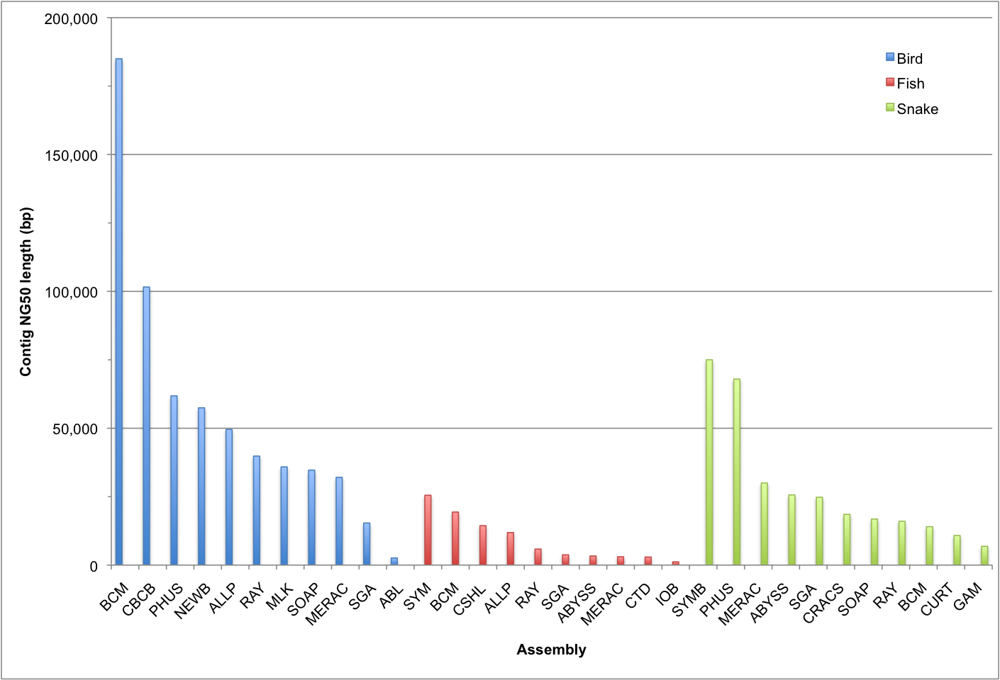 200,000
150,000
100,000
50,000
0
Contig NG50 length (bp)
Bird
Fish
Snake
BCM
CBCB
PHUS
NEWB
ALLP
RAY
MLK
SOAP
MERAC
SGA
ABL
SYM
BCM
CSHL
ALLP
RAY
SGA
ABYSS
MERAC
CTD
IOB
SYMB
PHUS
MERAC
ABYSS
SGA
CRACS
SOAP
RAY
BCM
CURT
GAM
Assembly